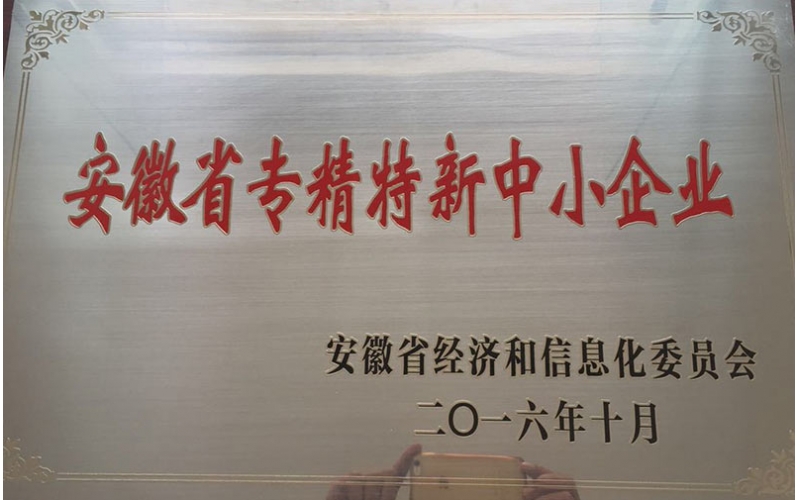 安徽省专精特新中小企业
安徽省经济和信息化委员会
二〇一六年十月